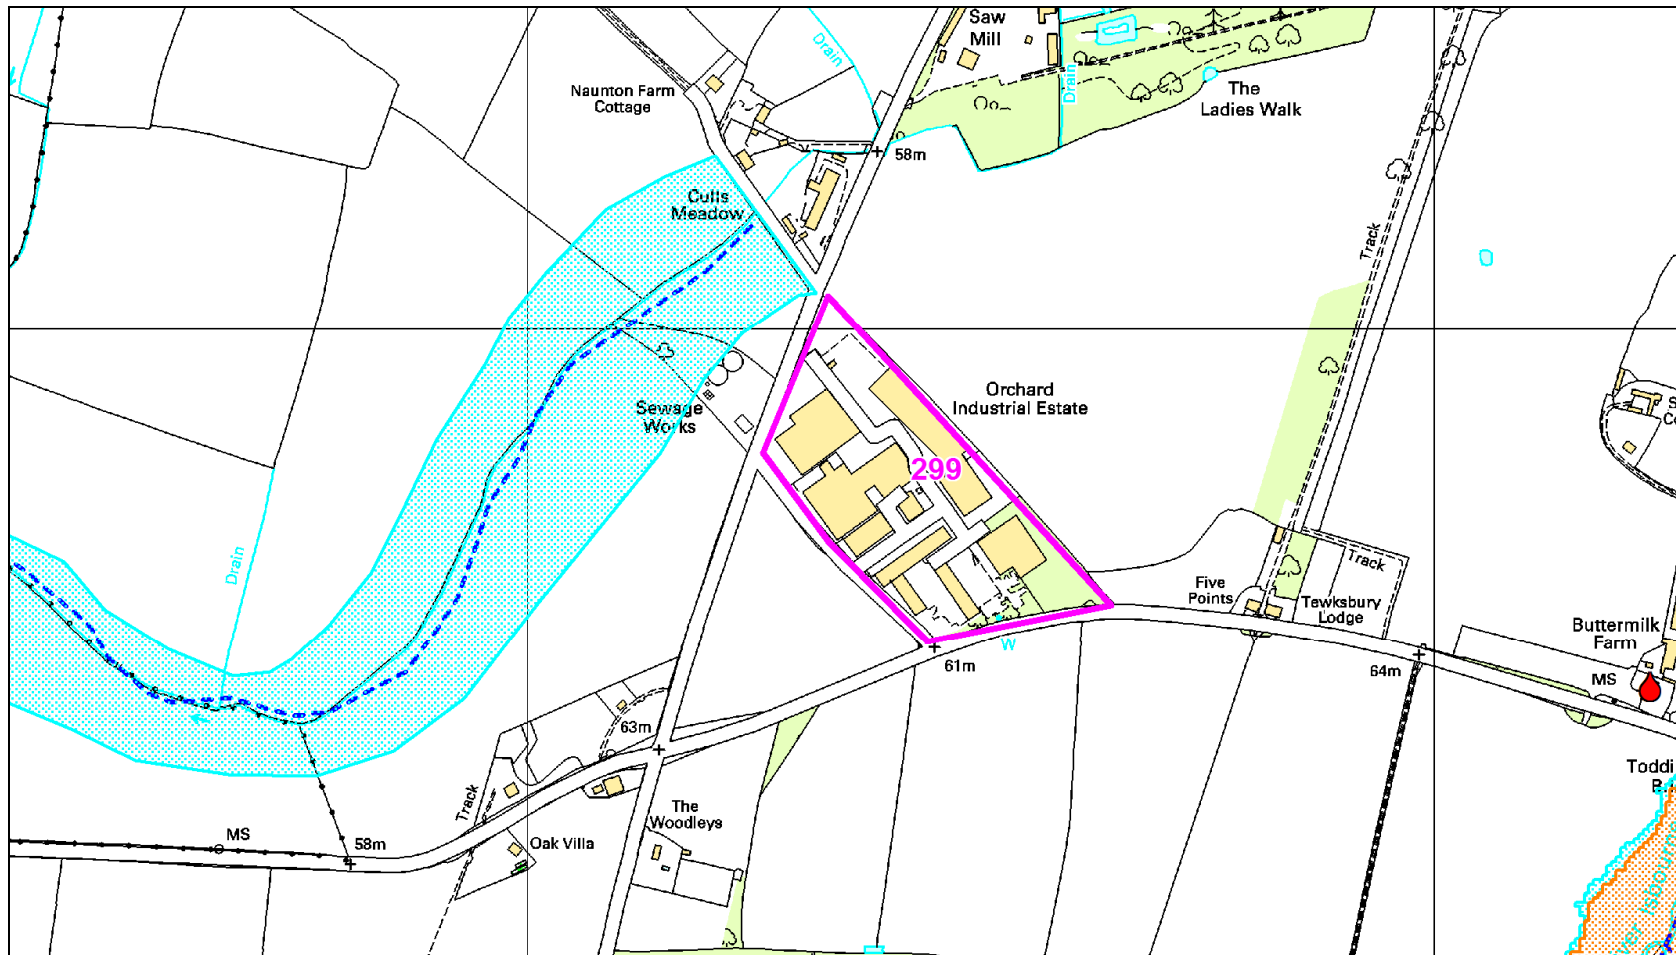 Saw
Mill
Drain
Naunton Farm
Cottage
Drain
The
Ladies Walk
58m
Culls
Meadow
Track
Orchard
Industrial Estate
Sewage
Works
299
Drain
Track
Five
Points
Tewksbury
Lodge
Buttermilk
Farm
W
61m
64m
MS
63m
Toddi
Track
The
Woodleys
MS
58m
Oak Villa